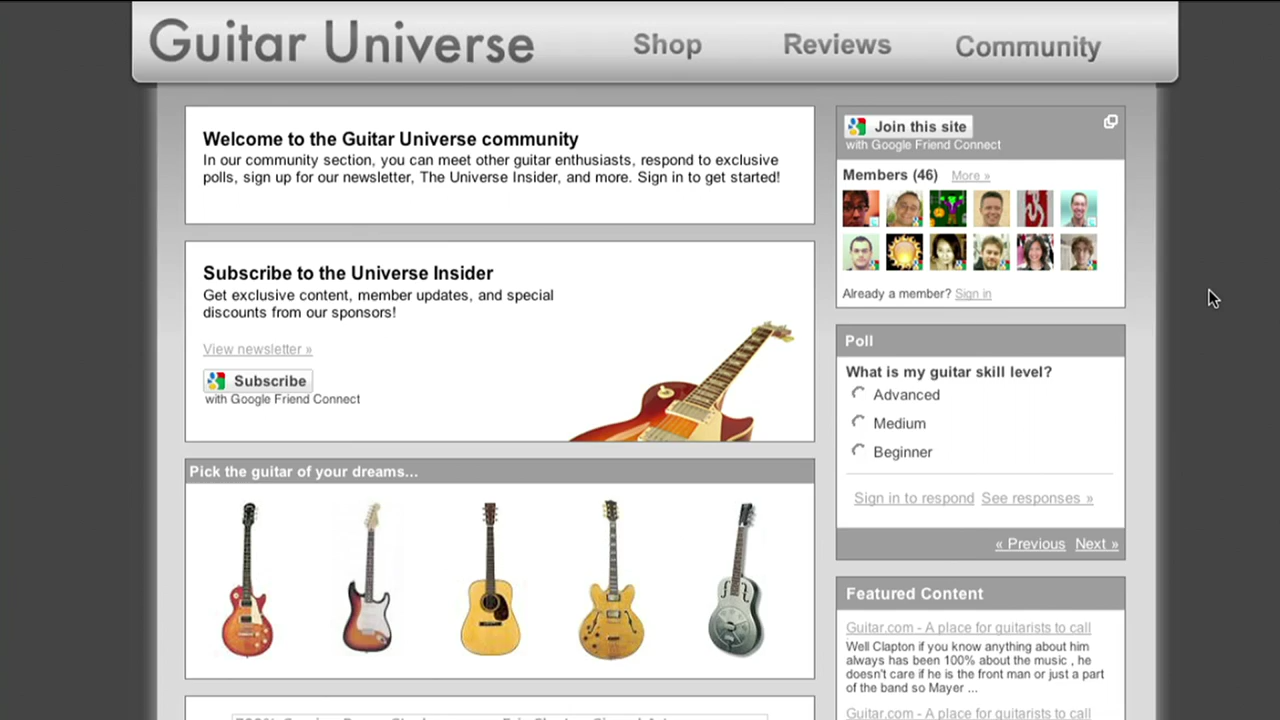 Guitar Universe
Shop
Reviews
Community
Welcome to the Guitar Universe community
In our community section, you can meet other guitar enthusiasts, respond to exclusive
polls, sign up for our newsletter, The Universe Insider, and more. Sign in to get started!
Subscribe to the Universe Insider
Get exclusive content, member updates, and special
discounts from our sponsors!
View newsletter »
Subscribe
with Google Friend Connect
Pick the guitar of your dreams...
Join this site
with Google Friend Connect
Members (46) More »
Already a member? Sign in
Poll
What is my guitar skill level?
Advanced
Medium
Beginner
Sign in to respond See responses »
« Previous Next »
Featured Content
Guitar.com - A place for guitarists to call
Well Clapton if you know anything about him
always has been 100% about the music , he
doesn't care if he is the front man or just a part
of the band so Mayer ...
Guitar.com - A place for guitarists to call